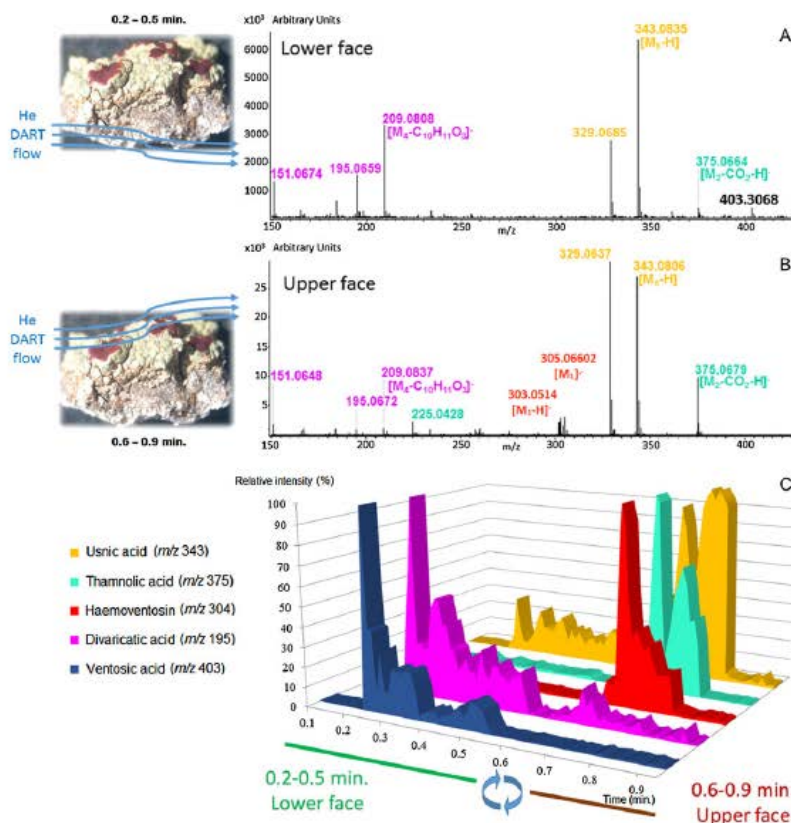 0.2 – 0.5 min.
He
DART
flow
x10³ Arbitrary Units
Lower face
A
6000
5000
4000
3000
2000
1000
151.0674
195.0659
209.0808
[M₄-C₁₀H₁₁O₃]⁻
329.0685
343.0835
[M₅-H]⁻
375.0664
[M₂-CO₂-H]⁻
403.3068
150 200 250 300 350 400
m/z
x10³ Arbitrary Units
Upper face
B
He
DART
flow
0.6 – 0.9 min.
25
20
15
10
5
151.0648
195.0672
209.0837
[M₄-C₁₀H₁₁O₃]⁻
225.0428
303.0514
305.06602
329.0637
343.0806
375.0679
[M₂-CO₂-H]⁻
150 200 250 300 350 400
m/z
C
Relative intensity (%)
100
90
80
70
60
50
40
30
20
10
0
0.1 0.2 0.3 0.4 0.5 0.6 0.7 0.8 0.9
Time (min.)
Usnic acid (m/z 343)
Thamnolic acid (m/z 375)
Haemoventosin (m/z 304)
Divaricatic acid (m/z 195)
Ventosic acid (m/z 403)
0.2-0.5 min.
Lower face
0.6-0.9 min
Upper face